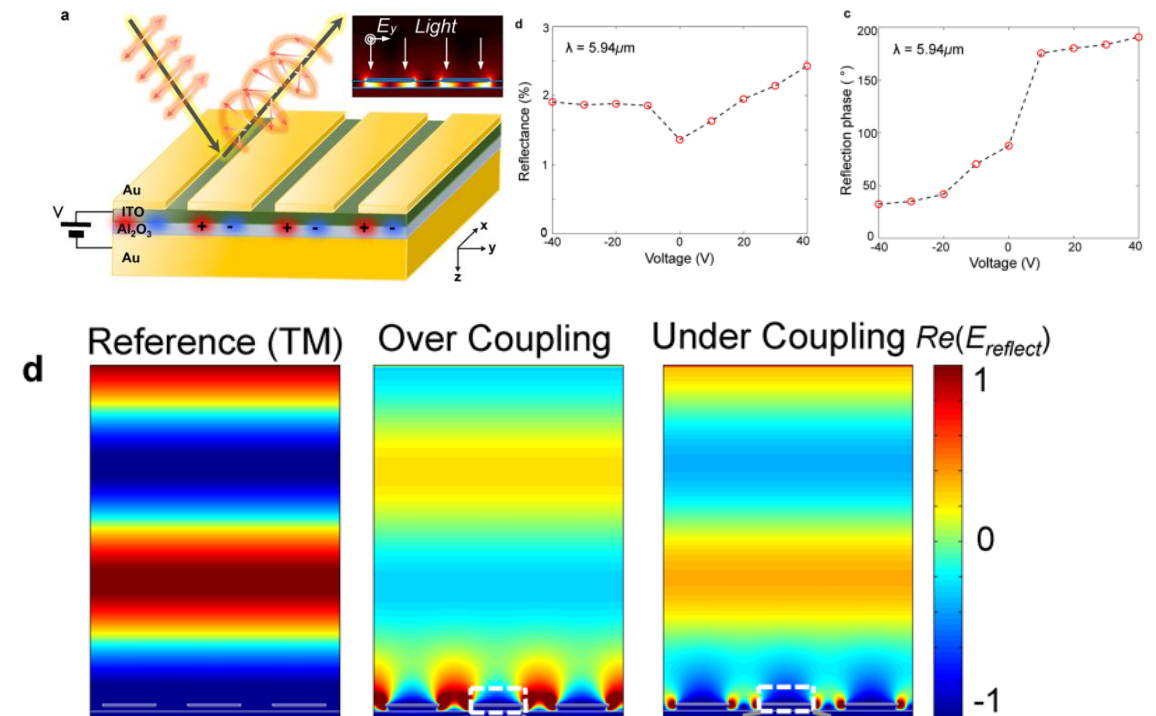 a
E_y Light
Au
ITO
Al₂O₃
Au
V
+ - + - + -
x
y
z
d
λ = 5.94μm
Reflectance (%)
3
2
1
0
-40 -20 0 20 40
Voltage (V)
c
λ = 5.94μm
Reflection phase (°)
200
150
100
50
0
-40 -20 0 20 40
Voltage (V)
d
Reference (TM)
Over Coupling
Under Coupling
Re(E_reflect)
1
0
-1